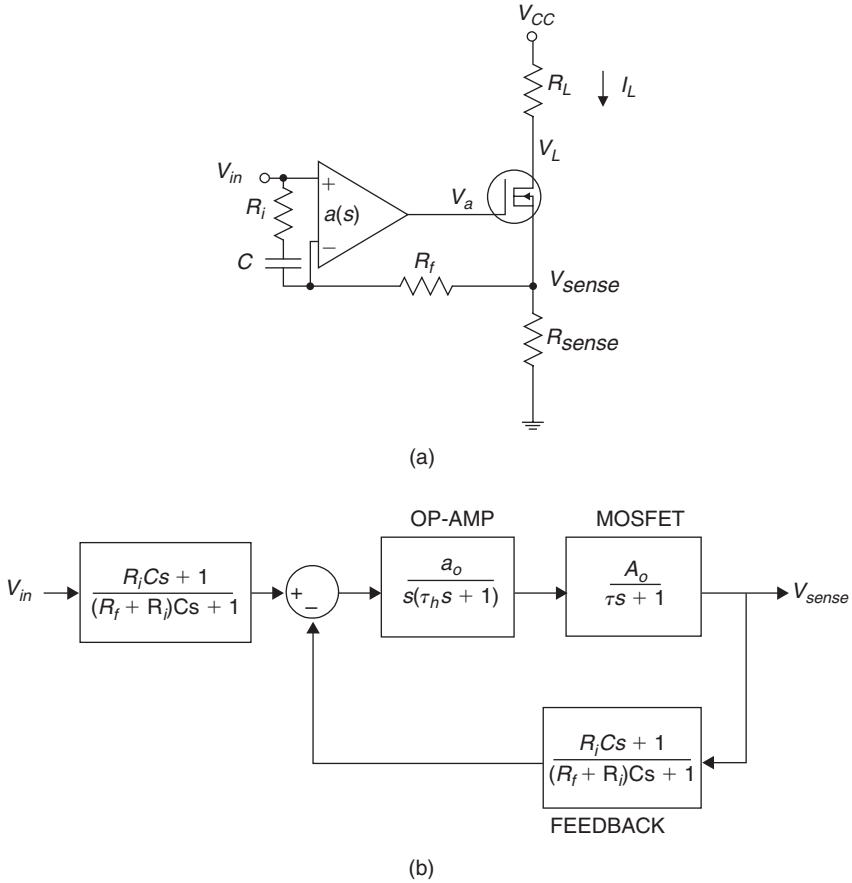 V_CC
R_L
I_L
V_L
V_in
+
R_i
a(s)
V_a
−
C
R_f
V_sense
R_sense
(a)
OP-AMP MOSFET
V_in
R_iCs + 1
(R_f + R_i)Cs + 1
+
−
a_o
s(τ_hs + 1)
A_o
τs + 1
V_sense
R_iCs + 1
(R_f + R_i)Cs + 1
FEEDBACK
(b)